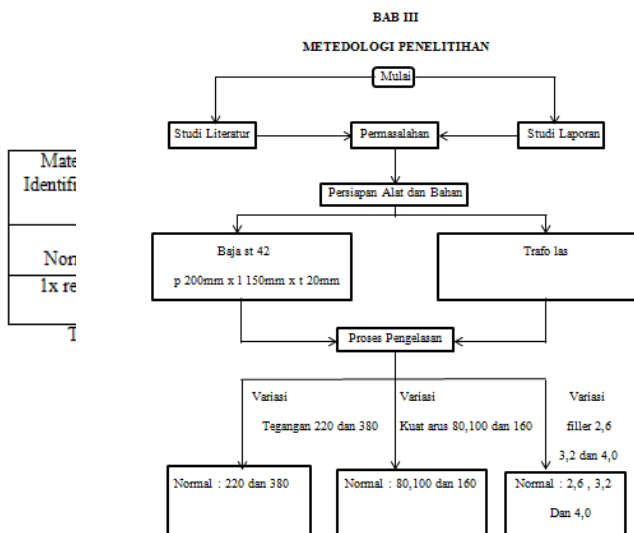 BAB III
METEDOLOGI PENELITIHAN
Mulai
Studi Literatur
Permasalahan
Studi Laporan
Persiapan Alat dan Bahan
Baja st 42
p 200mm x l 150mm x t 20mm
Trafo las
Proses Pengelasan
Variasi
Tegangan 220 dan 380
Variasi
Kuat arus 80,100 dan 160
Variasi
filler 2,6
3,2 dan 4,0
Normal : 220 dan 380
Normal : 80,100 dan 160
Normal : 2,6 , 3,2
Dan 4,0
1x